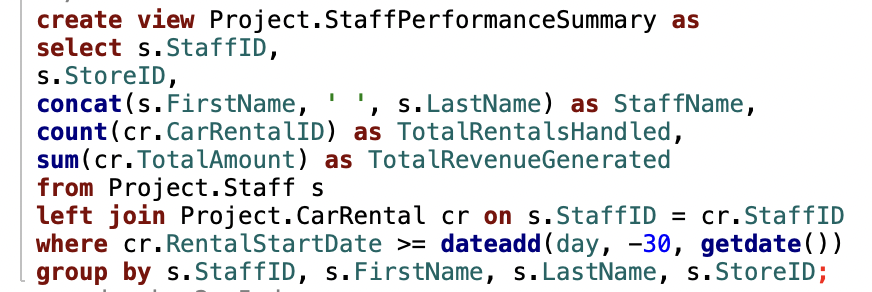 create view Project.StaffPerformanceSummary as
select s.StaffID,
s.StoreID,
concat(s.FirstName, ' ', s.LastName) as StaffName,
count(cr.CarRentalID) as TotalRentalsHandled,
sum(cr.TotalAmount) as TotalRevenueGenerated
from Project.Staff s
left join Project.CarRental cr on s.StaffID = cr.StaffID
where cr.RentalStartDate >= dateadd(day, -30, getdate())
group by s.StaffID, s.FirstName, s.LastName, s.StoreID;